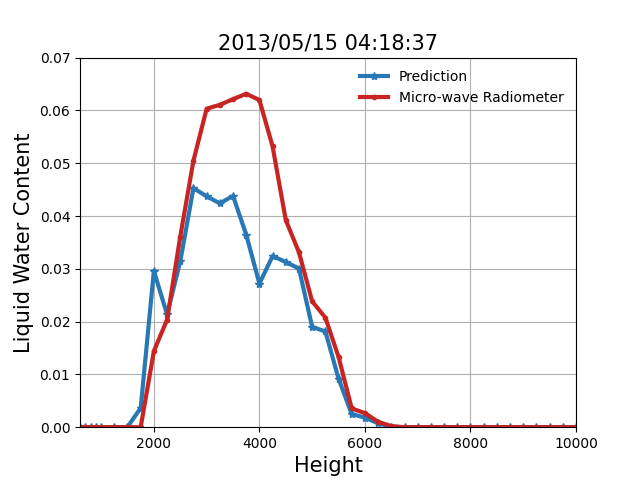 2013/05/15 04:18:37
0.07
0.06
0.05
0.04
0.03
0.02
0.01
0.00
Liquid Water Content
Prediction
Micro-wave Radiometer
2000 4000 6000 8000 10000
Height